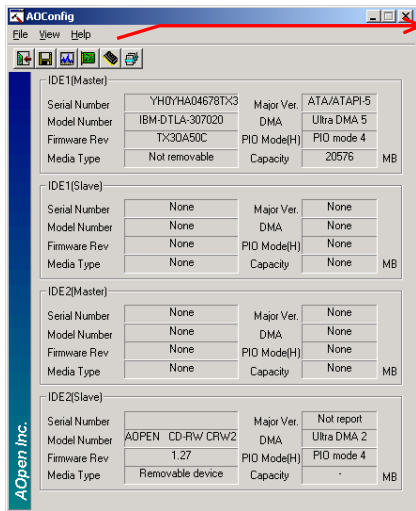 AOConfig
File View Help
IDE1(Master)
Serial Number YH0YHA04678TX3 Major Ver. ATA/ATAPI-5
Model Number IBM-DTLA-307020 DMA Ultra DMA 5
Firmware Rev TX30A50C PIO Mode(H) PIO mode 4
Media Type Not removable Capacity 20576 MB
IDE1(Slave)
Serial Number None Major Ver. None
Model Number None DMA None
Firmware Rev None PIO Mode(H) None
Media Type None Capacity None MB
IDE2(Master)
Serial Number None Major Ver. None
Model Number None DMA None
Firmware Rev None PIO Mode(H) None
Media Type None Capacity None MB
IDE2(Slave)
Serial Number Major Ver. Not report
Model Number AOPEN CD-RW CRW2 DMA Ultra DMA 2
Firmware Rev 1.27 PIO Mode(H) PIO mode 4
Media Type Removable device Capacity - MB
AOpen Inc.